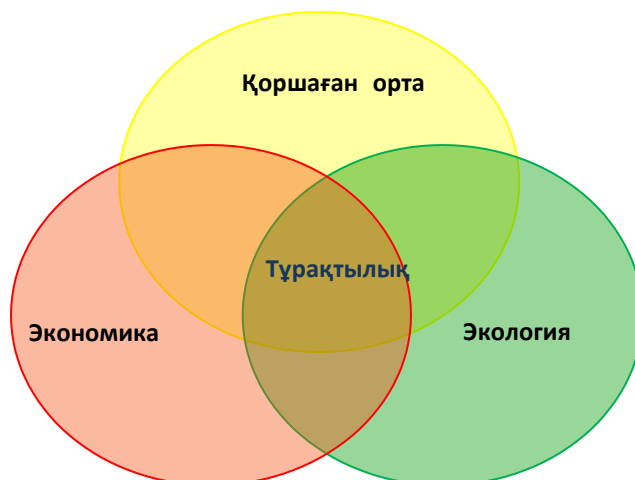 Қоршаған орта
Тұрақтылық
Экономика
Экология